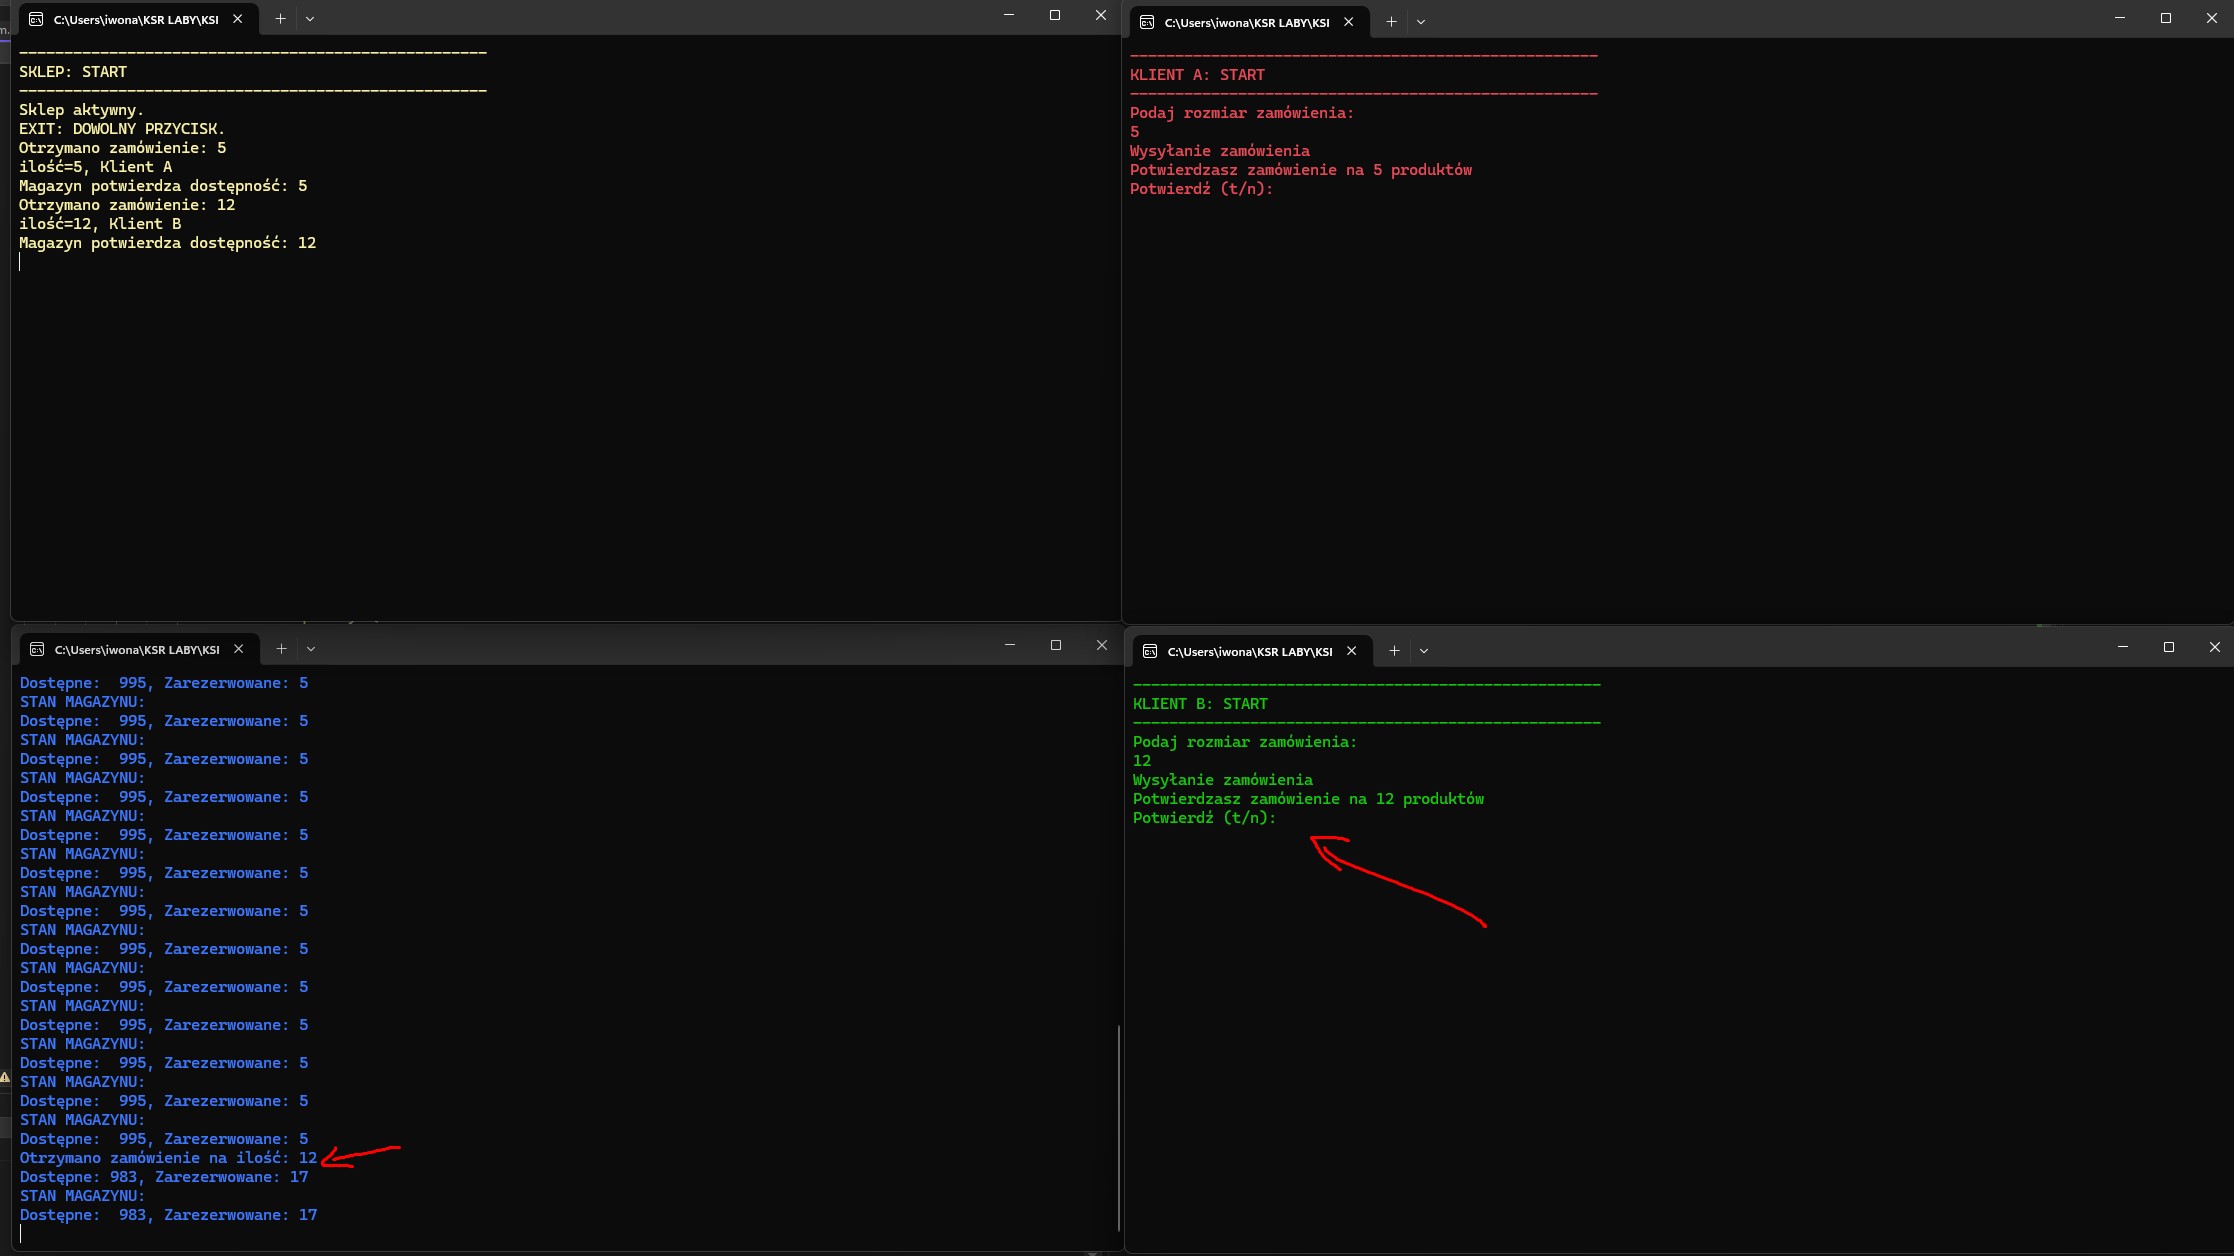 C:\Users\iwona\KSR LABY\KSI
--------------------------------------------------
SKLEP: START
--------------------------------------------------
Sklep aktywny.
EXIT: DOWOLNY PRZYCISK.
Otrzymano zamówienie: 5
ilość=5, Klient A
Magazyn potwierdza dostępność: 5
Otrzymano zamówienie: 12
ilość=12, Klient B
Magazyn potwierdza dostępność: 12
C:\Users\iwona\KSR LABY\KSI
--------------------------------------------------
KLIENT A: START
--------------------------------------------------
Podaj rozmiar zamówienia:
5
Wysyłanie zamówienia
Potwierdzasz zamówienie na 5 produktów
Potwierdź (t/n):
C:\Users\iwona\KSR LABY\KSI
Dostępne:  995, Zarezerwowane: 5
STAN MAGAZYNU:
Dostępne:  995, Zarezerwowane: 5
STAN MAGAZYNU:
Dostępne:  995, Zarezerwowane: 5
STAN MAGAZYNU:
Dostępne:  995, Zarezerwowane: 5
STAN MAGAZYNU:
Dostępne:  995, Zarezerwowane: 5
STAN MAGAZYNU:
Dostępne:  995, Zarezerwowane: 5
STAN MAGAZYNU:
Dostępne:  995, Zarezerwowane: 5
STAN MAGAZYNU:
Dostępne:  995, Zarezerwowane: 5
STAN MAGAZYNU:
Dostępne:  995, Zarezerwowane: 5
STAN MAGAZYNU:
Dostępne:  995, Zarezerwowane: 5
STAN MAGAZYNU:
Dostępne:  995, Zarezerwowane: 5
STAN MAGAZYNU:
Dostępne:  995, Zarezerwowane: 5
STAN MAGAZYNU:
Dostępne:  995, Zarezerwowane: 5
Otrzymano zamówienie na ilość: 12
Dostępne: 983, Zarezerwowane: 17
STAN MAGAZYNU:
Dostępne:  983, Zarezerwowane: 17
C:\Users\iwona\KSR LABY\KSI
--------------------------------------------------
KLIENT B: START
--------------------------------------------------
Podaj rozmiar zamówienia:
12
Wysyłanie zamówienia
Potwierdzasz zamówienie na 12 produktów
Potwierdź (t/n):